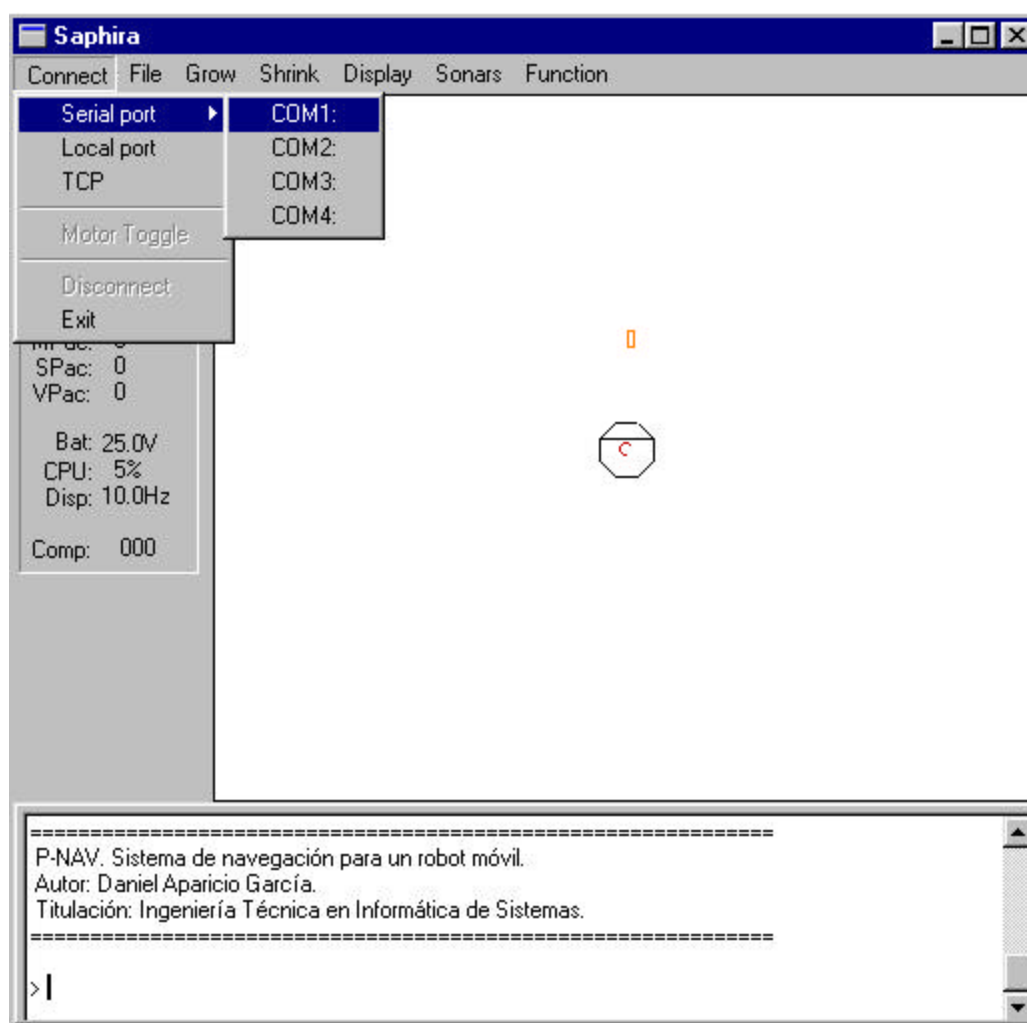 Saphira
Connect File Grow Shrink Display Sonars Function
Serial port COM1:
Local port COM2:
TCP COM3:
COM4:
Motor Toggle
Disconnect
Exit
SPac: 0
VPac: 0
Bat: 25.0V
CPU: 5%
Disp: 10.0Hz
Comp: 000
==============================================================
P-NAV. Sistema de navegación para un robot móvil.
Autor: Daniel Aparicio García.
Titulación: Ingeniería Técnica en Informática de Sistemas.
==============================================================
>